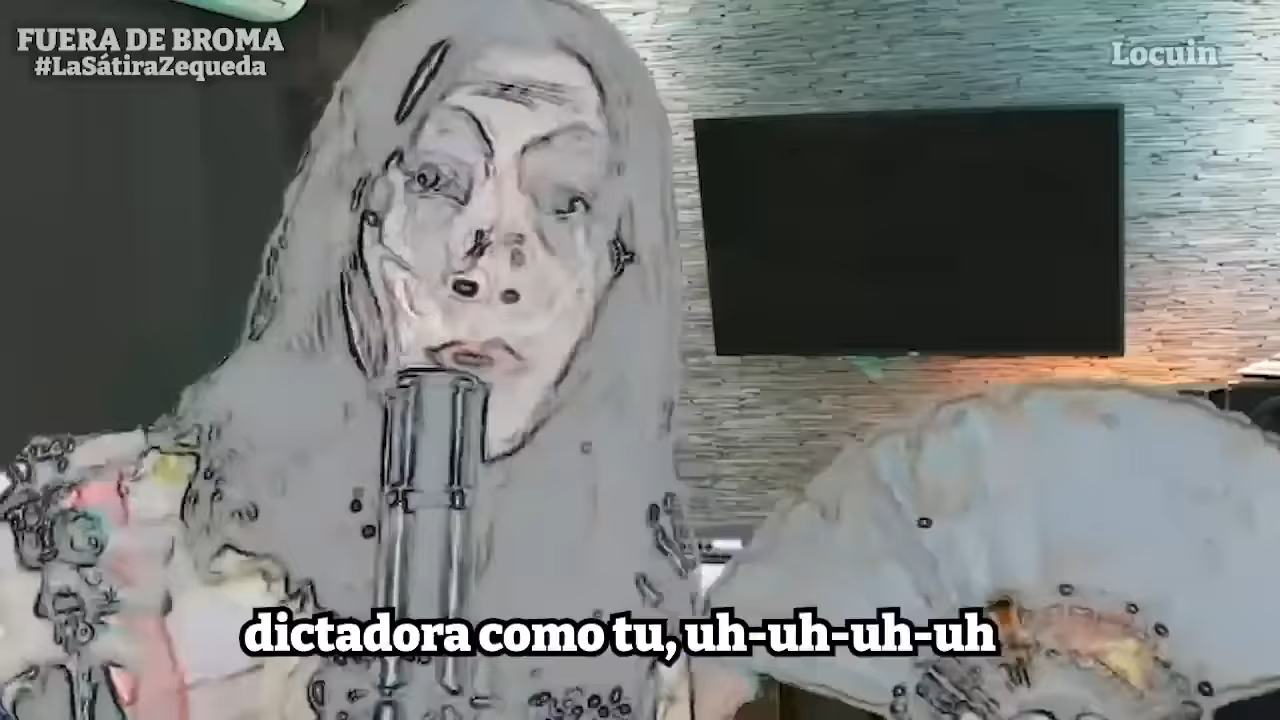 FUERA DE BROMA
#LaSátiraZequeda
Locuin
dictadora como tu, uh-uh-uh-uh